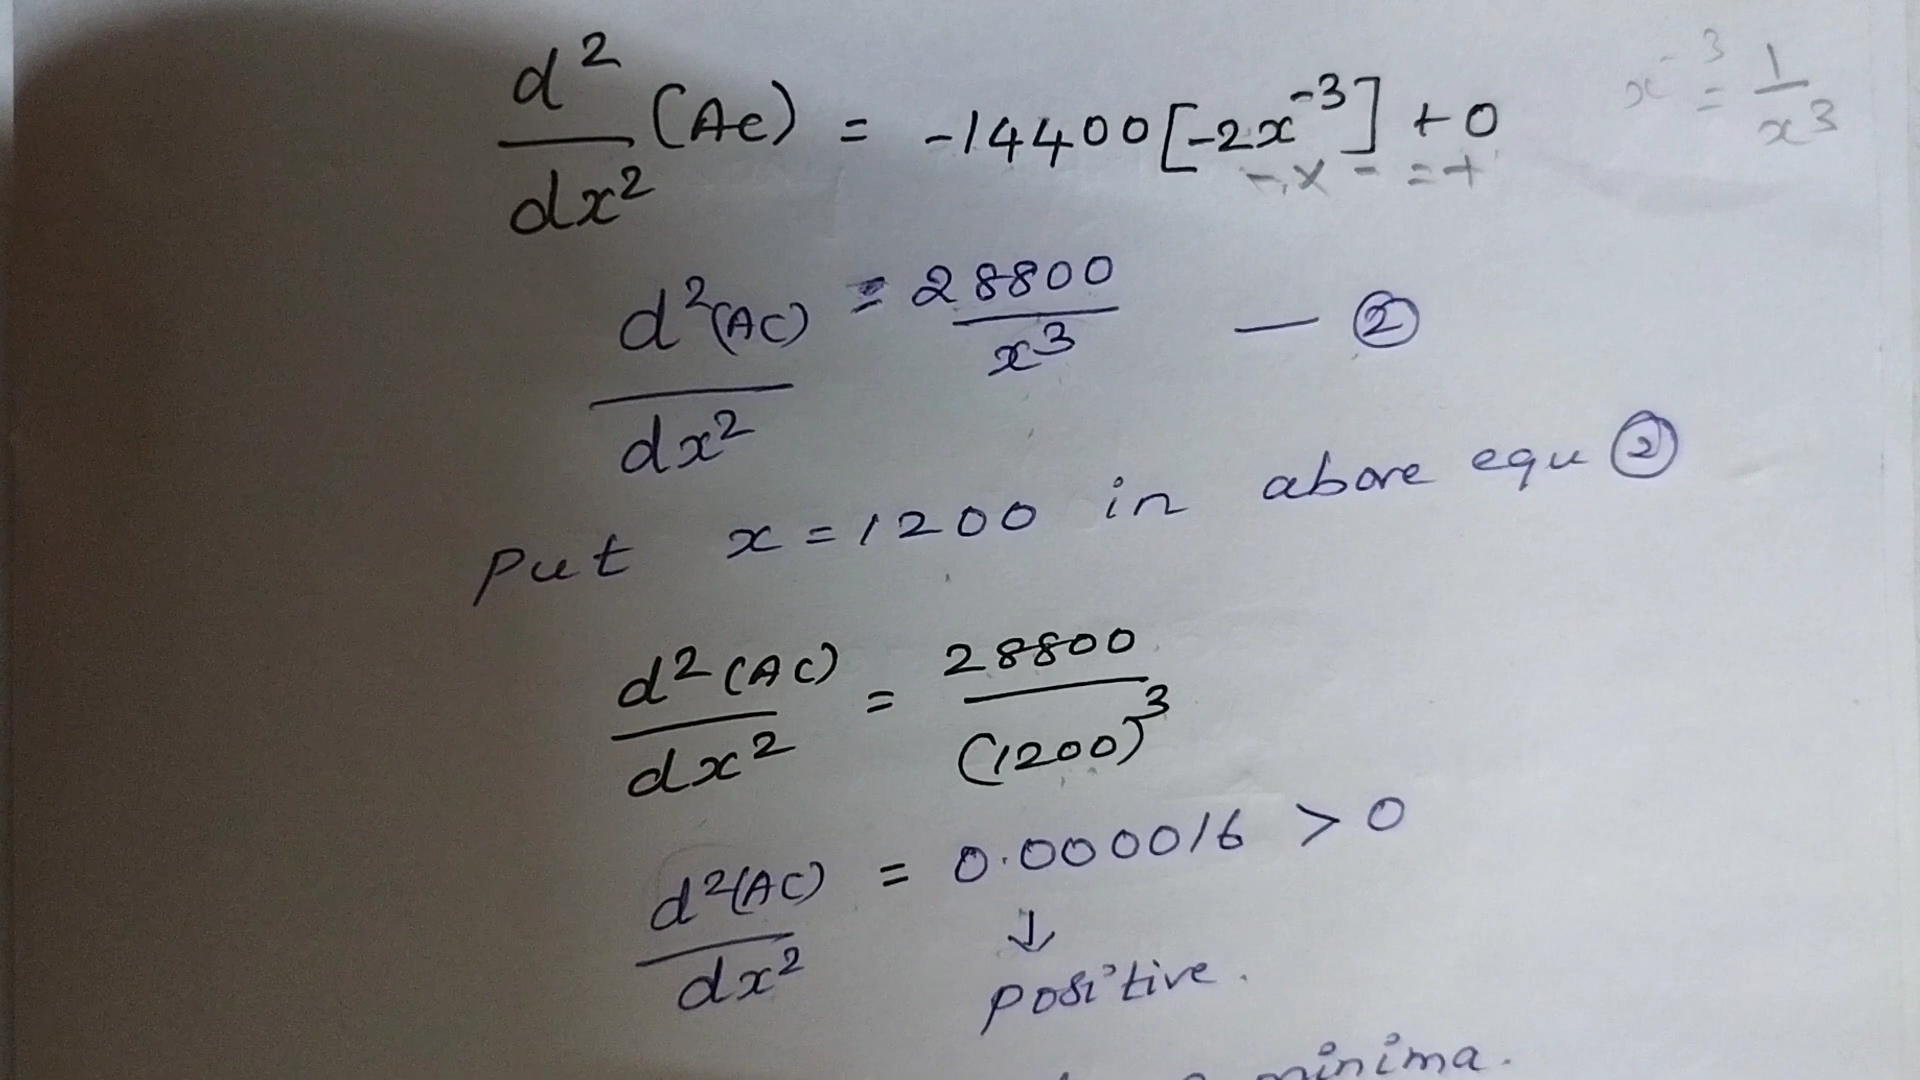 d²/dx² (AC) = -14400[-2x⁻³] + 0
x⁻³ = 1/x³
- x - = +
d²(AC)/dx² = 28800/x³ — ②
Put x = 1200 in above equ ②
d²(AC)/dx² = 28800/(1200)³
d²(AC)/dx² = 0.000016 > 0
↓
positive.
minima.